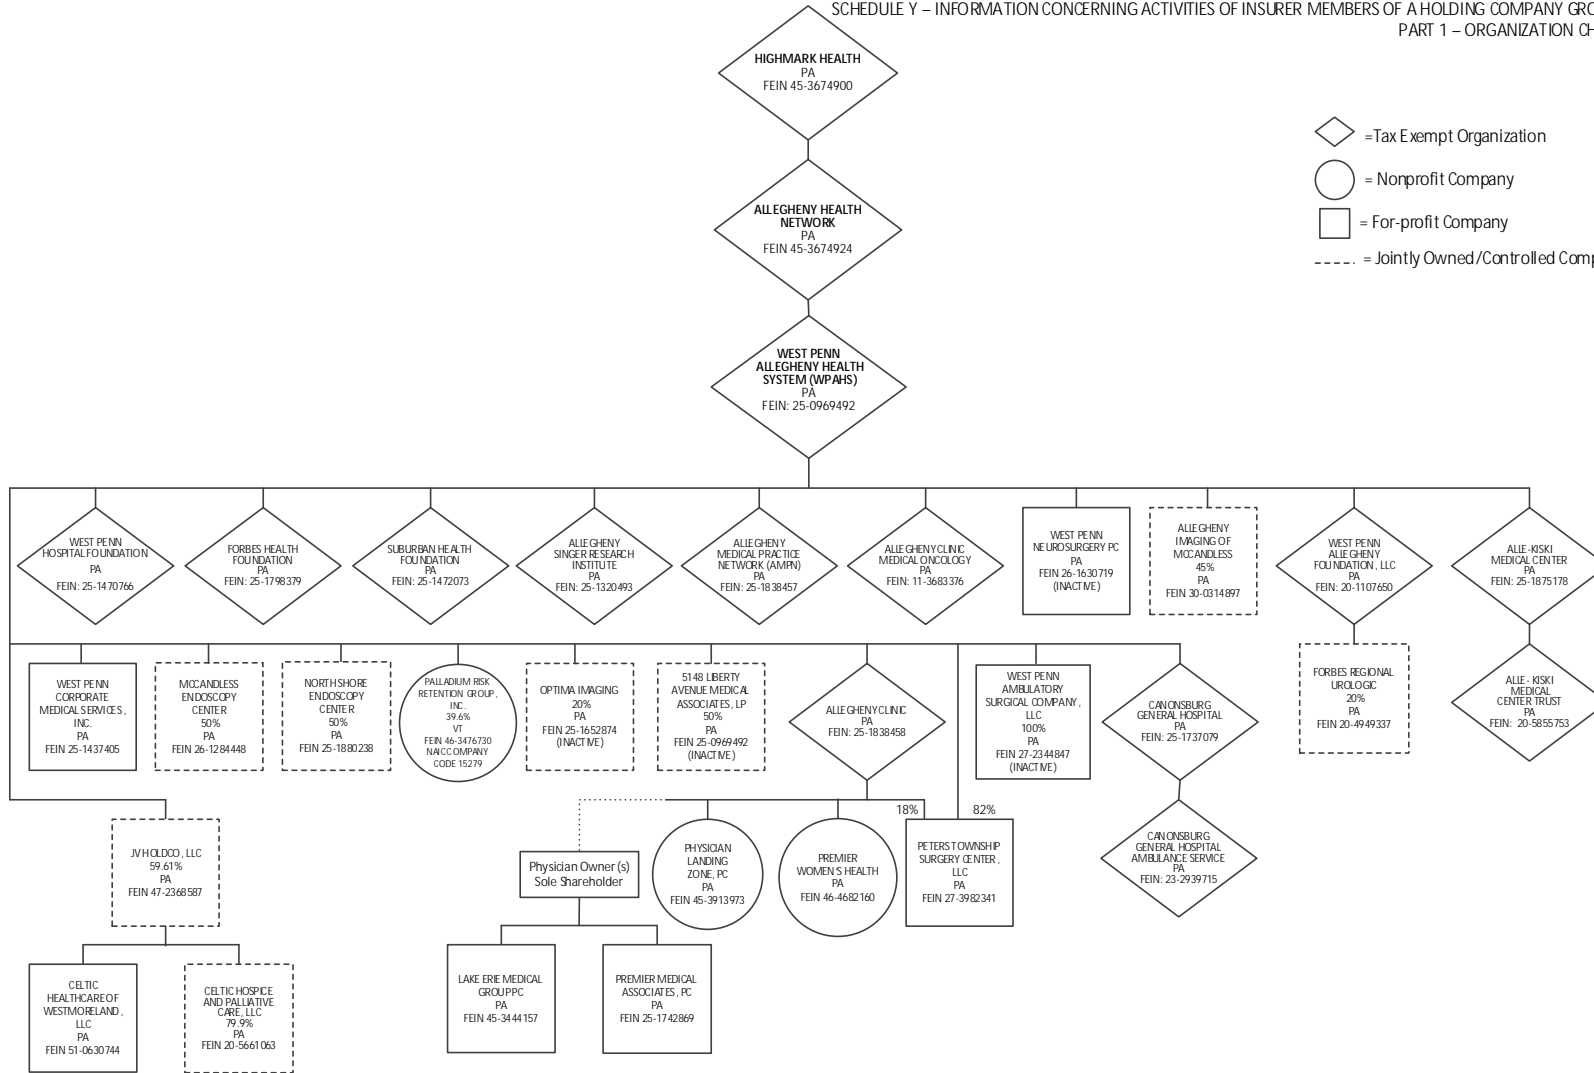 SCHEDULE Y – INFORMATION CONCERNING ACTIVITIES OF INSURER MEMBERS OF A HOLDING COMPANY GRO
PART 1 – ORGANIZATION CH
HIGHMARK HEALTH
PA
FEIN 45-3674900
=Tax Exempt Organization
= Nonprofit Company
= For-profit Company
= Jointly Owned/Controlled Comp
ALLEGHENY HEALTH
NETWORK
PA
FEIN 45-3674924
WEST PENN
ALLEGHENY HEALTH
SYSTEM (WPAHS)
PA
FEIN: 25-0969492
WEST PENN
HOSPITAL FOUNDATION
PA
FEIN: 25-1470766
FORBES HEALTH
FOUNDATION
PA
FEIN: 25-1798379
SUBURBAN HEALTH
FOUNDATION
PA
FEIN: 25-1472073
ALLEGHENY
SINGER RESEARCH
INSTITUTE
PA
FEIN: 25-1320493
ALLEGHENY
MEDICAL PRACTICE
NETWORK (AMPN)
PA
FEIN: 25-1838457
ALLEGHENY CLINIC
MEDICAL ONCOLOGY
PA
FEIN: 11-3683376
WEST PENN
NEUROSURGERY PC
PA
FEIN 26-1630719
(INACTIVE)
ALLEGHENY
IMAGING OF
MCCANDLESS
45%
PA
FEIN 30-0314897
WEST PENN
ALLEGHENY
FOUNDATION, LLC
PA
FEIN: 20-1107650
ALLE-KISKI
MEDICAL CENTER
PA
FEIN: 25-1875178
WEST PENN
CORPORATE
MEDICAL SERVICES,
INC.
PA
FEIN 25-1437405
MCCANDLESS
ENDOSCOPY
CENTER
50%
PA
FEIN 26-1284448
NORTH SHORE
ENDOSCOPY
CENTER
50%
PA
FEIN 25-1880238
PALLADIUM RISK
RETENTION GROUP,
INC.
39.6%
VT
FEIN 46-3476730
NAIC COMPANY
CODE 15279
OPTIMA IMAGING
20%
PA
FEIN 25-1652874
(INACTIVE)
5148 LIBERTY
AVENUE MEDICAL
ASSOCIATES, LP
50%
PA
FEIN 25-0969492
(INACTIVE)
ALLEGHENY CLINIC
PA
FEIN: 25-1838458
WEST PENN
AMBULATORY
SURGICAL COMPANY,
LLC
100%
PA
FEIN 27-2344847
(INACTIVE)
CANONSBURG
GENERAL HOSPITAL
PA
FEIN: 25-1737079
FORBES REGIONAL
UROLOGIC
20%
PA
FEIN 20-4949337
ALLE - KISKI
MEDICAL
CENTER TRUST
PA
FEIN: 20-5855753
18%
82%
JV HOLDCO, LLC
59.61%
PA
FEIN 47-2368587
Physician Owner(s)
Sole Shareholder
PHYSICIAN
LANDING
ZONE, PC
PA
FEIN 45-3913973
PREMIER
WOMEN'S HEALTH
PA
FEIN 46-4682160
PETERS TOWNSHIP
SURGERY CENTER,
LLC
PA
FEIN 27-3982341
CANONSBURG
GENERAL HOSPITAL
AMBULANCE SERVICE
PA
FEIN: 23-2939715
CELTIC
HEALTHCARE OF
WESTMORELAND,
LLC
PA
FEIN 51-0630744
CELTIC HOSPICE
AND PALLIATIVE
CARE, LLC
79.9%
PA
FEIN 20-5661063
LAKE ERIE MEDICAL
GROUP PC
PA
FEIN 45-3444157
PREMIER MEDICAL
ASSOCIATES, PC
PA
FEIN 25-1742869